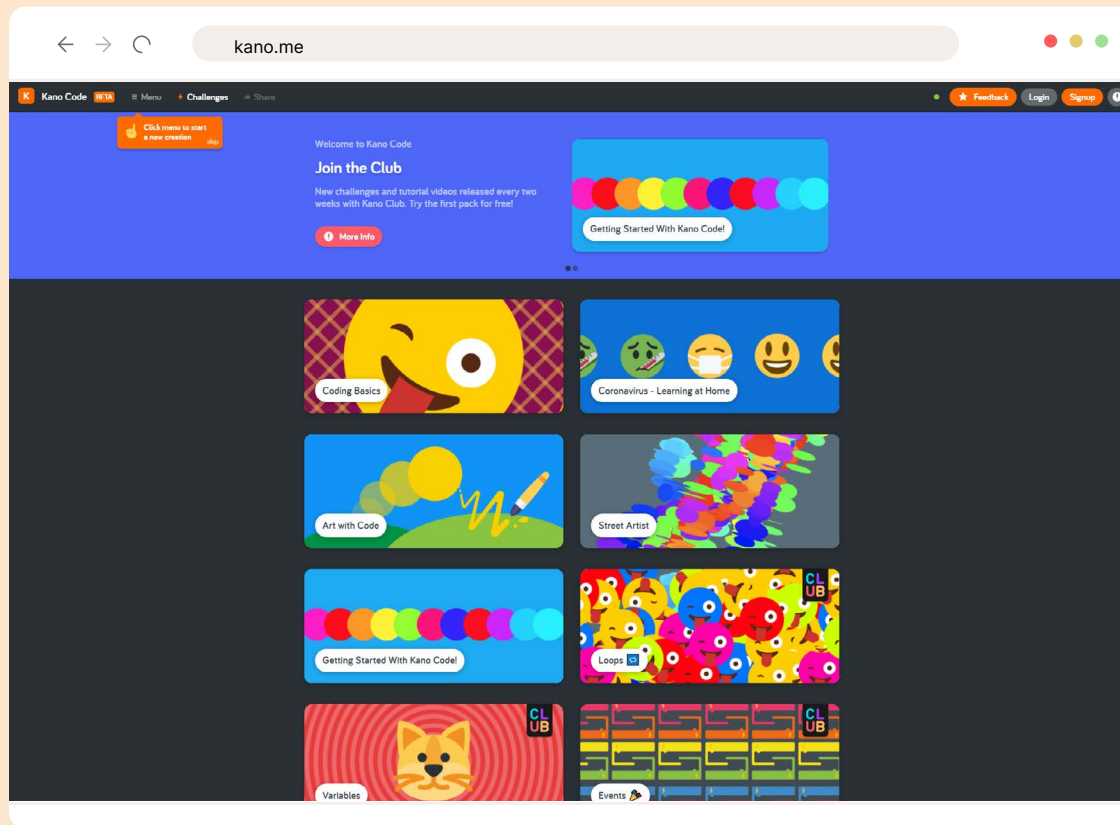 kano.me
K Kano Code BETA Menu Challenges Share Feedback Login Signup
Click menu to start
a new creation
skip
Welcome to Kano Code
Join the Club
New challenges and tutorial videos released every two
weeks with Kano Club. Try the first pack for free!
More Info
Getting Started With Kano Code!
Coding Basics
Coronavirus - Learning at Home
Art with Code
Street Artist
Getting Started With Kano Code!
CL
UB
Loops
CL
UB
Variables
CL
UB
Events